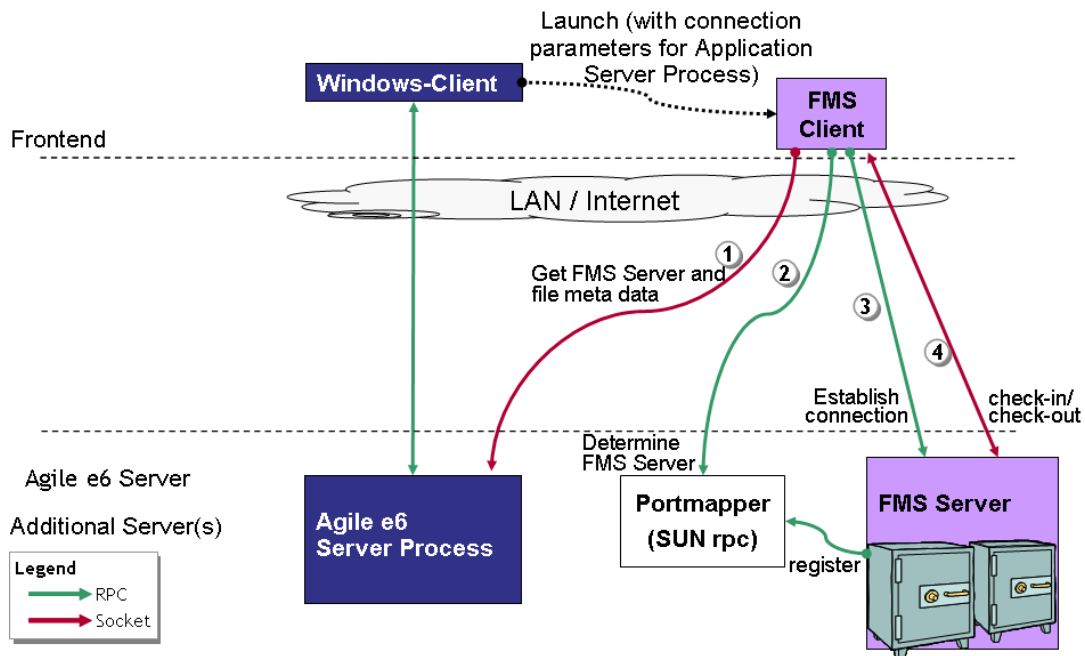 Launch (with connection
parameters for Application
Server Process)
Windows-Client
FMS
Client
Frontend
LAN / Internet
1
2
Get FMS Server and
file meta data
3
4
Establish
connection
check-in/
check-out
Determine
FMS Server
Agile e6 Server
Additional Server(s)
Agile e6
Server Process
Portmapper
(SUN rpc)
FMS Server
register
Legend
RPC
Socket